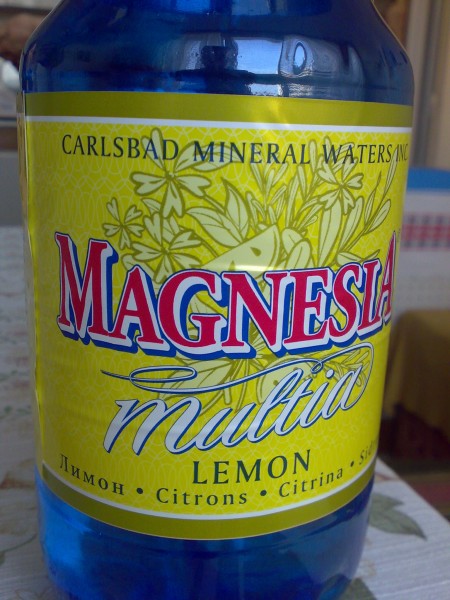 CARLSBAD MINERAL WATERS INC
MAGNESIA
multia
LEMON
Лимон • Citrons • Citrina •